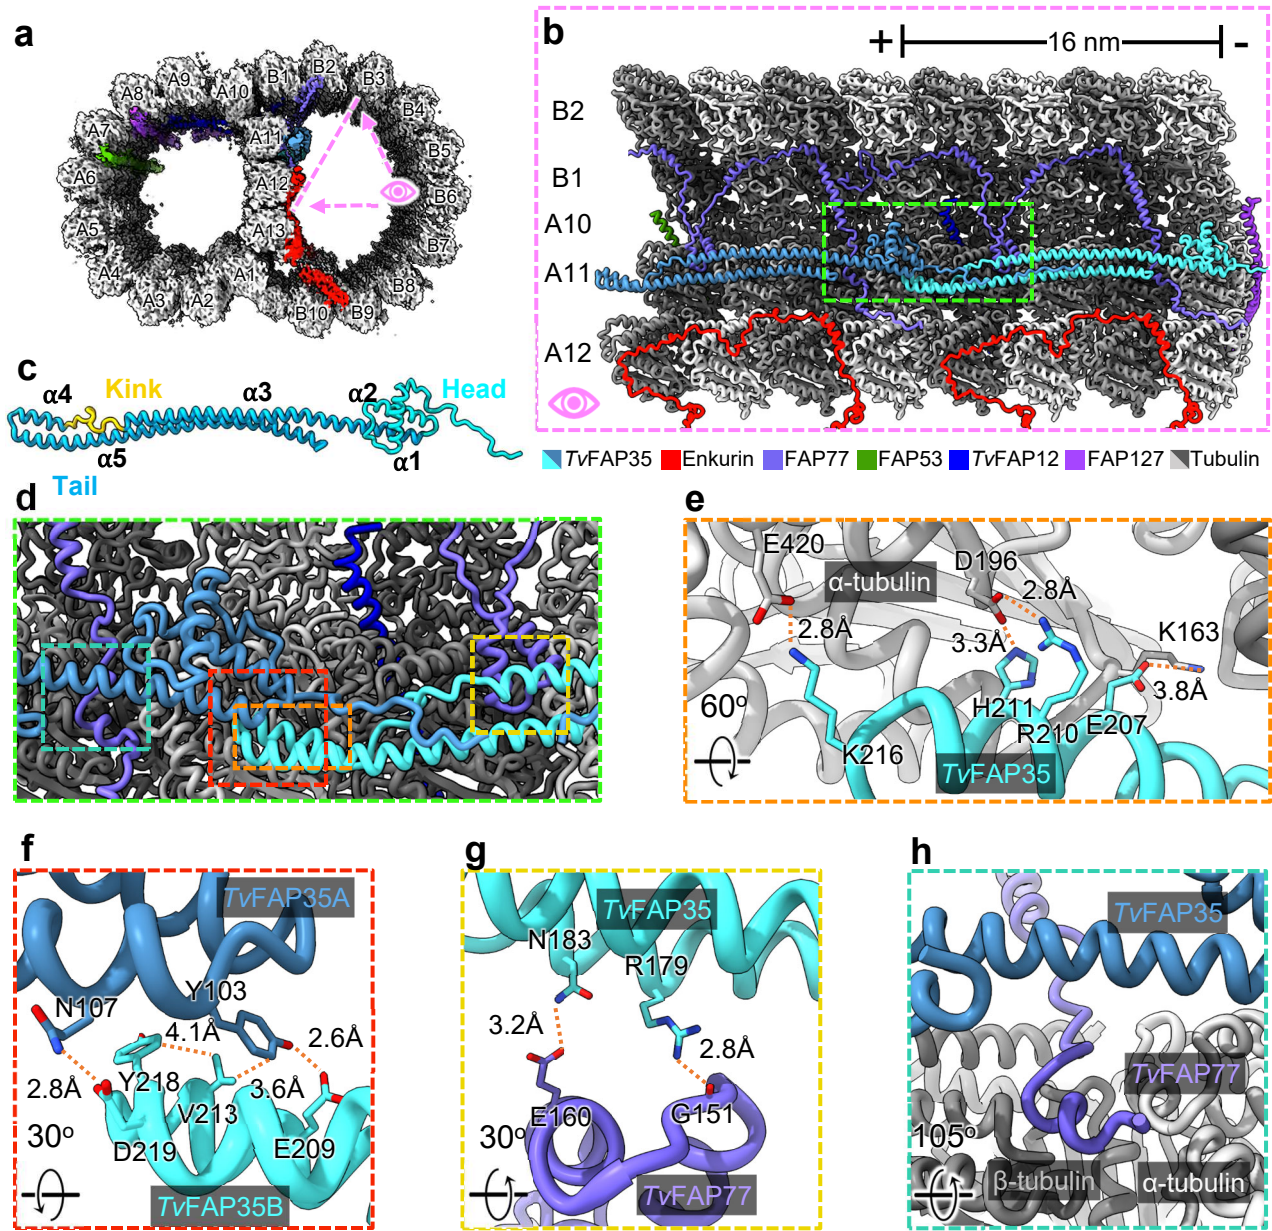 a
A8
A9
A10
B1
B2
B3
A7
A11
B4
A6
A12
B5
A5
A13
B6
A4
A1
B7
A3
A2
B8
B10
B9
b
+
16 nm
-
B2
B1
A10
A11
A12
c
α4
Kink
α3
α2
Head
α5
α1
Tail
TvFAP35
Enkurin
FAP77
FAP53
TvFAP12
FAP127
Tubulin
d
e
E420
D196
α-tubulin
2.8Å
2.8Å
K163
3.3Å
3.8Å
60o
H211
R210
E207
K216
TvFAP35
f
TvFAP35A
N107
Y103
4.1Å
2.6Å
2.8Å
Y218
3.6Å
V213
30o
D219
E209
TvFAP35B
g
TvFAP35
N183
R179
3.2Å
2.8Å
E160
G151
30o
TvFAP77
h
TvFAP35
TvFAP77
105o
β-tubulin
α-tubulin